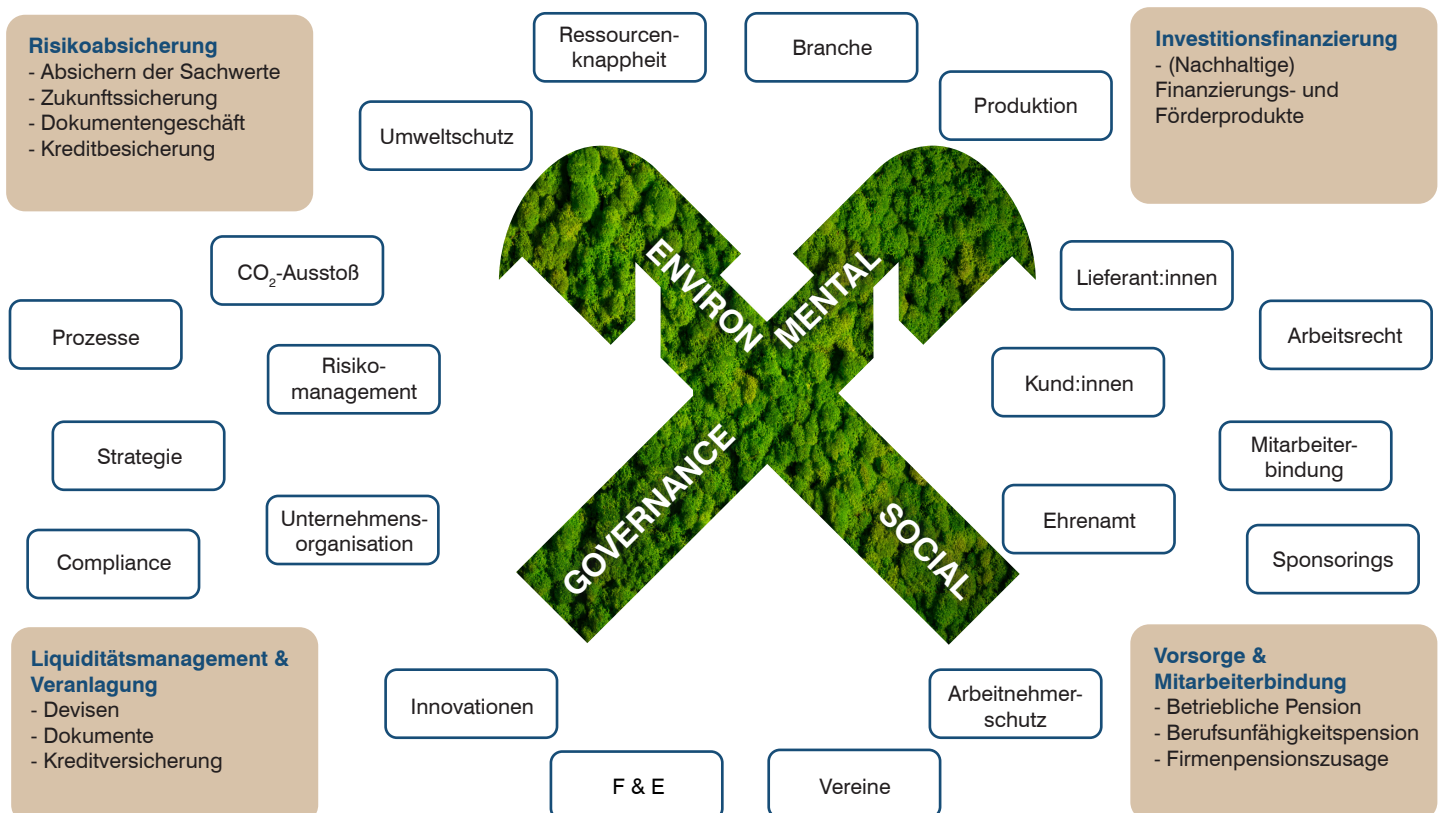 Risikoabsicherung
- Absichern der Sachwerte
- Zukunftssicherung
- Dokumentengeschäft
- Kreditbesicherung
Ressourcen-
knappheit
Branche
Umweltschutz
Produktion
Investitionsfinanzierung
- (Nachhaltige)
Finanzierungs- und
Förderprodukte
CO₂-Ausstoß
Prozesse
Risiko-
management
Strategie
Unternehmens-
organisation
Compliance
ENVIRON
MENTAL
GOVERNANCE
SOCIAL
Lieferant:innen
Arbeitsrecht
Kund:innen
Mitarbeiter-
bindung
Ehrenamt
Sponsorings
Liquiditätsmanagement &
Veranlagung
- Devisen
- Dokumente
- Kreditversicherung
Innovationen
F & E
Vereine
Arbeitnehmer-
schutz
Vorsorge &
Mitarbeiterbindung
- Betriebliche Pension
- Berufsunfähigkeitspension
- Firmenpensionszusage